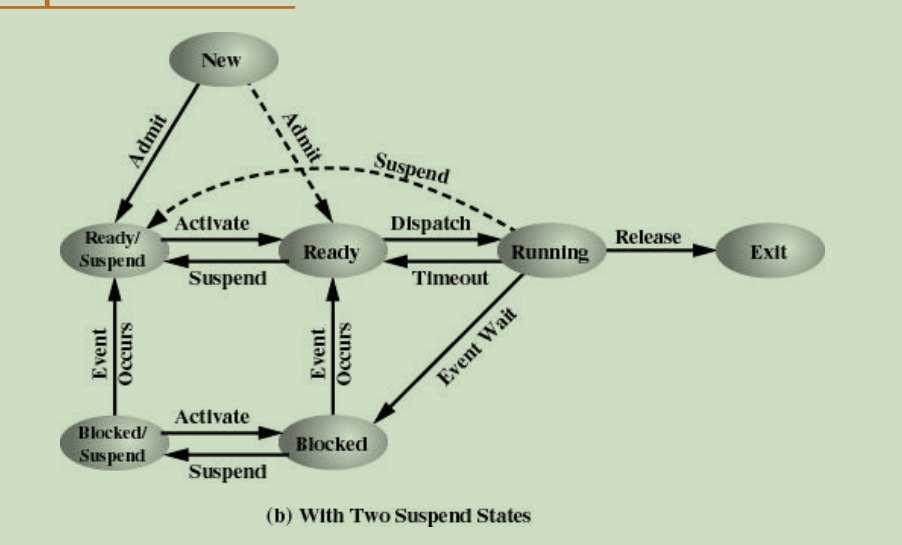 New
Admit
Admit
Suspend
Ready/
Suspend
Activate
Suspend
Ready
Dispatch
Timeout
Running
Release
Exit
Event
Occurs
Event
Occurs
Event Wait
Blocked/
Suspend
Activate
Suspend
Blocked
(b) With Two Suspend States